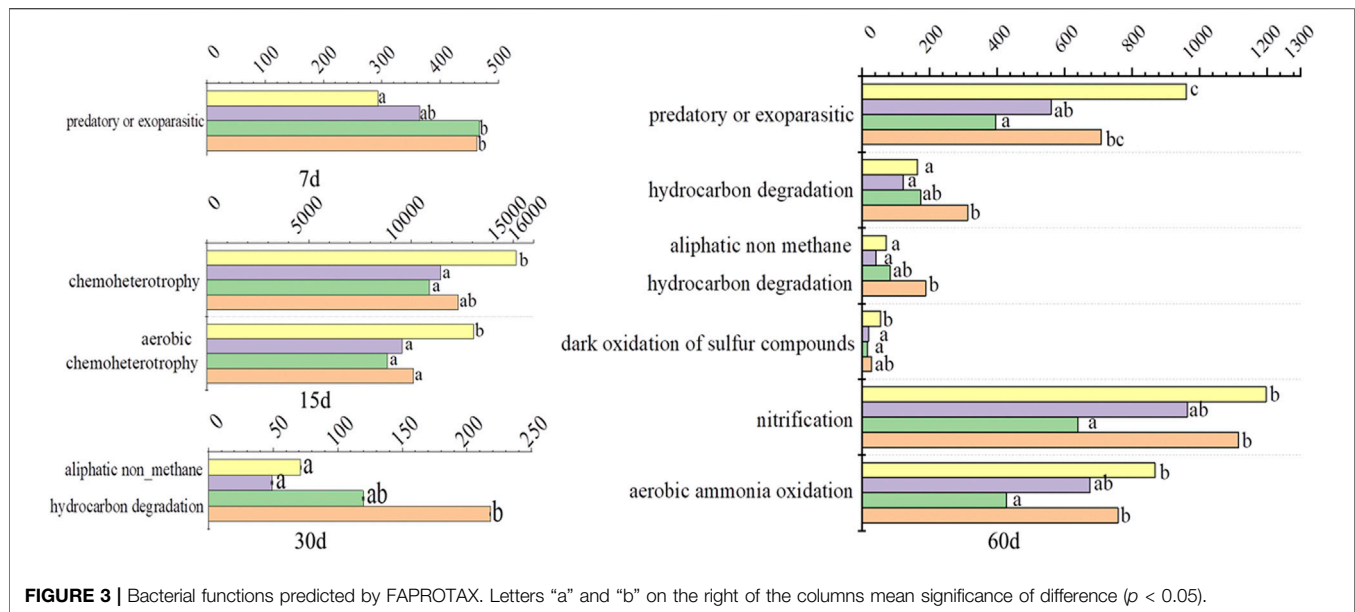 0 100 200 300 400 500
predatory or exoparasitic
a
ab
b
b
7d
0 5000 10000 15000 16000
chemoheterotrophy
b
a
a
ab
aerobic
chemoheterotrophy
b
a
a
a
15d
0 50 100 150 200 250
aliphatic non_methane
hydrocarbon degradation
a
a
ab
b
30d
0 200 400 600 800 1000 1200 1300
predatory or exoparasitic
c
ab
a
bc
hydrocarbon degradation
a
a
ab
b
aliphatic non methane
hydrocarbon degradation
a
a
ab
b
dark oxidation of sulfur compounds
b
a
a
ab
nitrification
b
ab
a
b
aerobic ammonia oxidation
b
ab
a
b
60d
FIGURE 3 | Bacterial functions predicted by FAPROTAX. Letters “a” and “b” on the right of the columns mean significance of difference (p < 0.05).